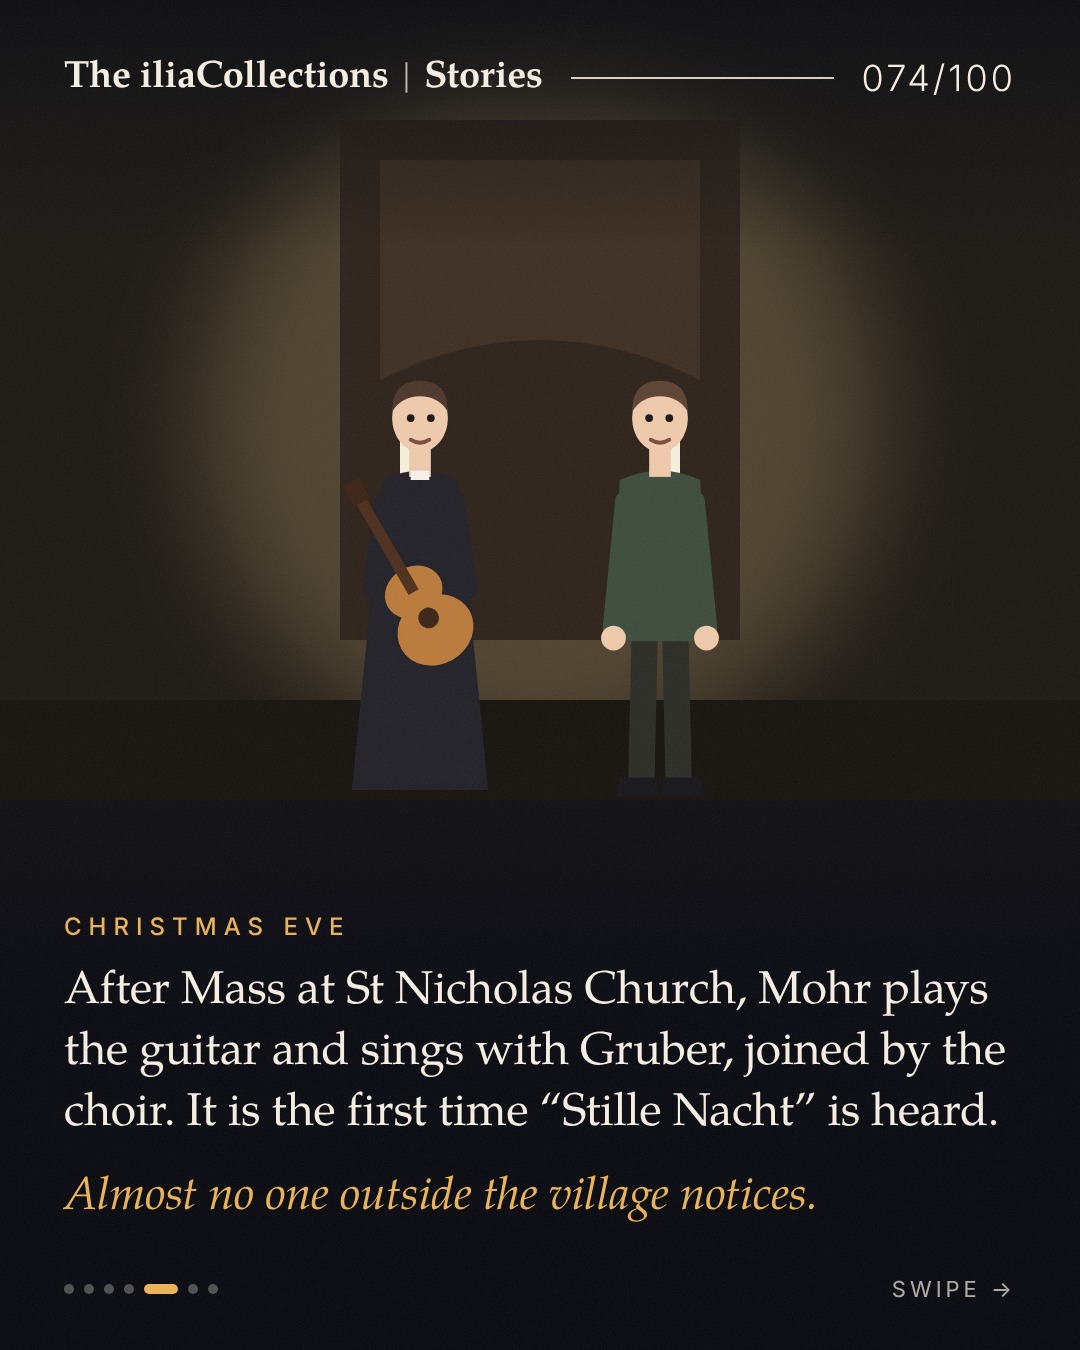 The iliaCollections | Stories 074/100
CHRISTMAS EVE
After Mass at St Nicholas Church, Mohr plays
the guitar and sings with Gruber, joined by the
choir. It is the first time “Stille Nacht” is heard.
Almost no one outside the village notices.
SWIPE →